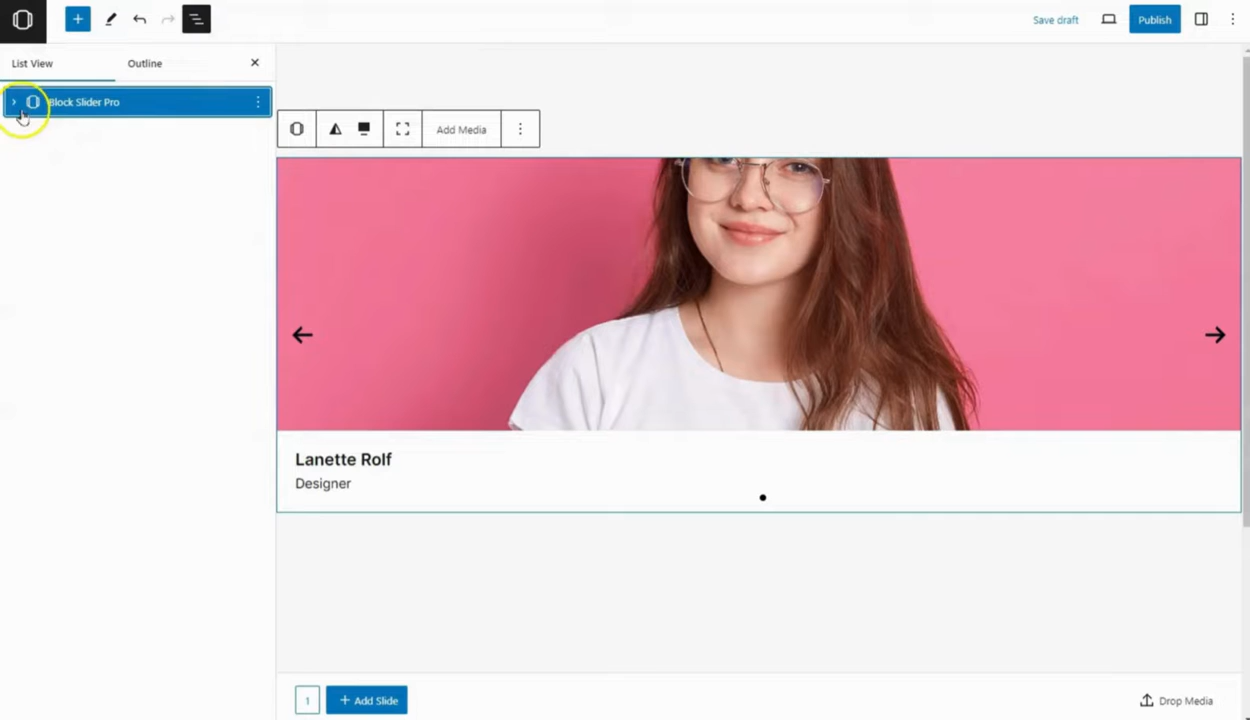 Save draft
Publish
List View
Outline
Block Slider Pro
Add Media
Lanette Rolf
Designer
1
+ Add Slide
Drop Media